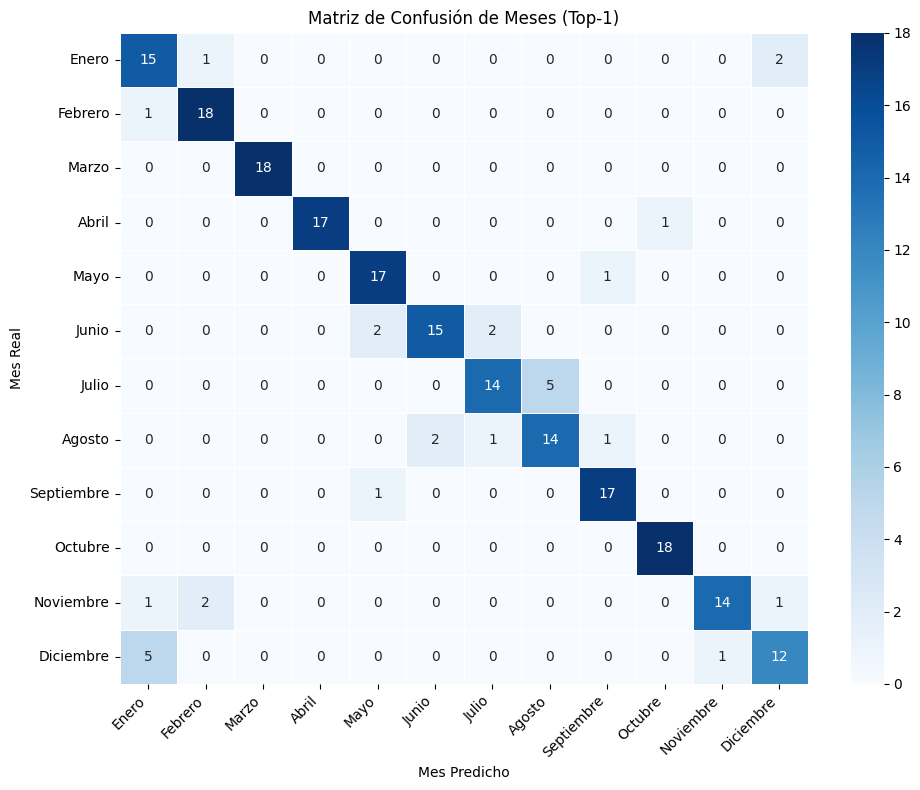 Matriz de Confusión de Meses (Top-1)
Enero 15 1 0 0 0 0 0 0 0 0 0 2
Febrero 1 18 0 0 0 0 0 0 0 0 0 0
Marzo 0 0 18 0 0 0 0 0 0 0 0 0
Abril 0 0 0 17 0 0 0 0 0 1 0 0
Mayo 0 0 0 0 17 0 0 0 1 0 0 0
Junio 0 0 0 0 2 15 2 0 0 0 0 0
Julio 0 0 0 0 0 0 14 5 0 0 0 0
Agosto 0 0 0 0 0 2 1 14 1 0 0 0
Septiembre 0 0 0 0 1 0 0 0 17 0 0 0
Octubre 0 0 0 0 0 0 0 0 0 18 0 0
Noviembre 1 2 0 0 0 0 0 0 0 0 14 1
Diciembre 5 0 0 0 0 0 0 0 0 0 1 12
Enero Febrero Marzo Abril Mayo Junio Julio Agosto Septiembre Octubre Noviembre Diciembre
Mes Predicho
Mes Real
18
16
14
12
10
8
6
4
2
0